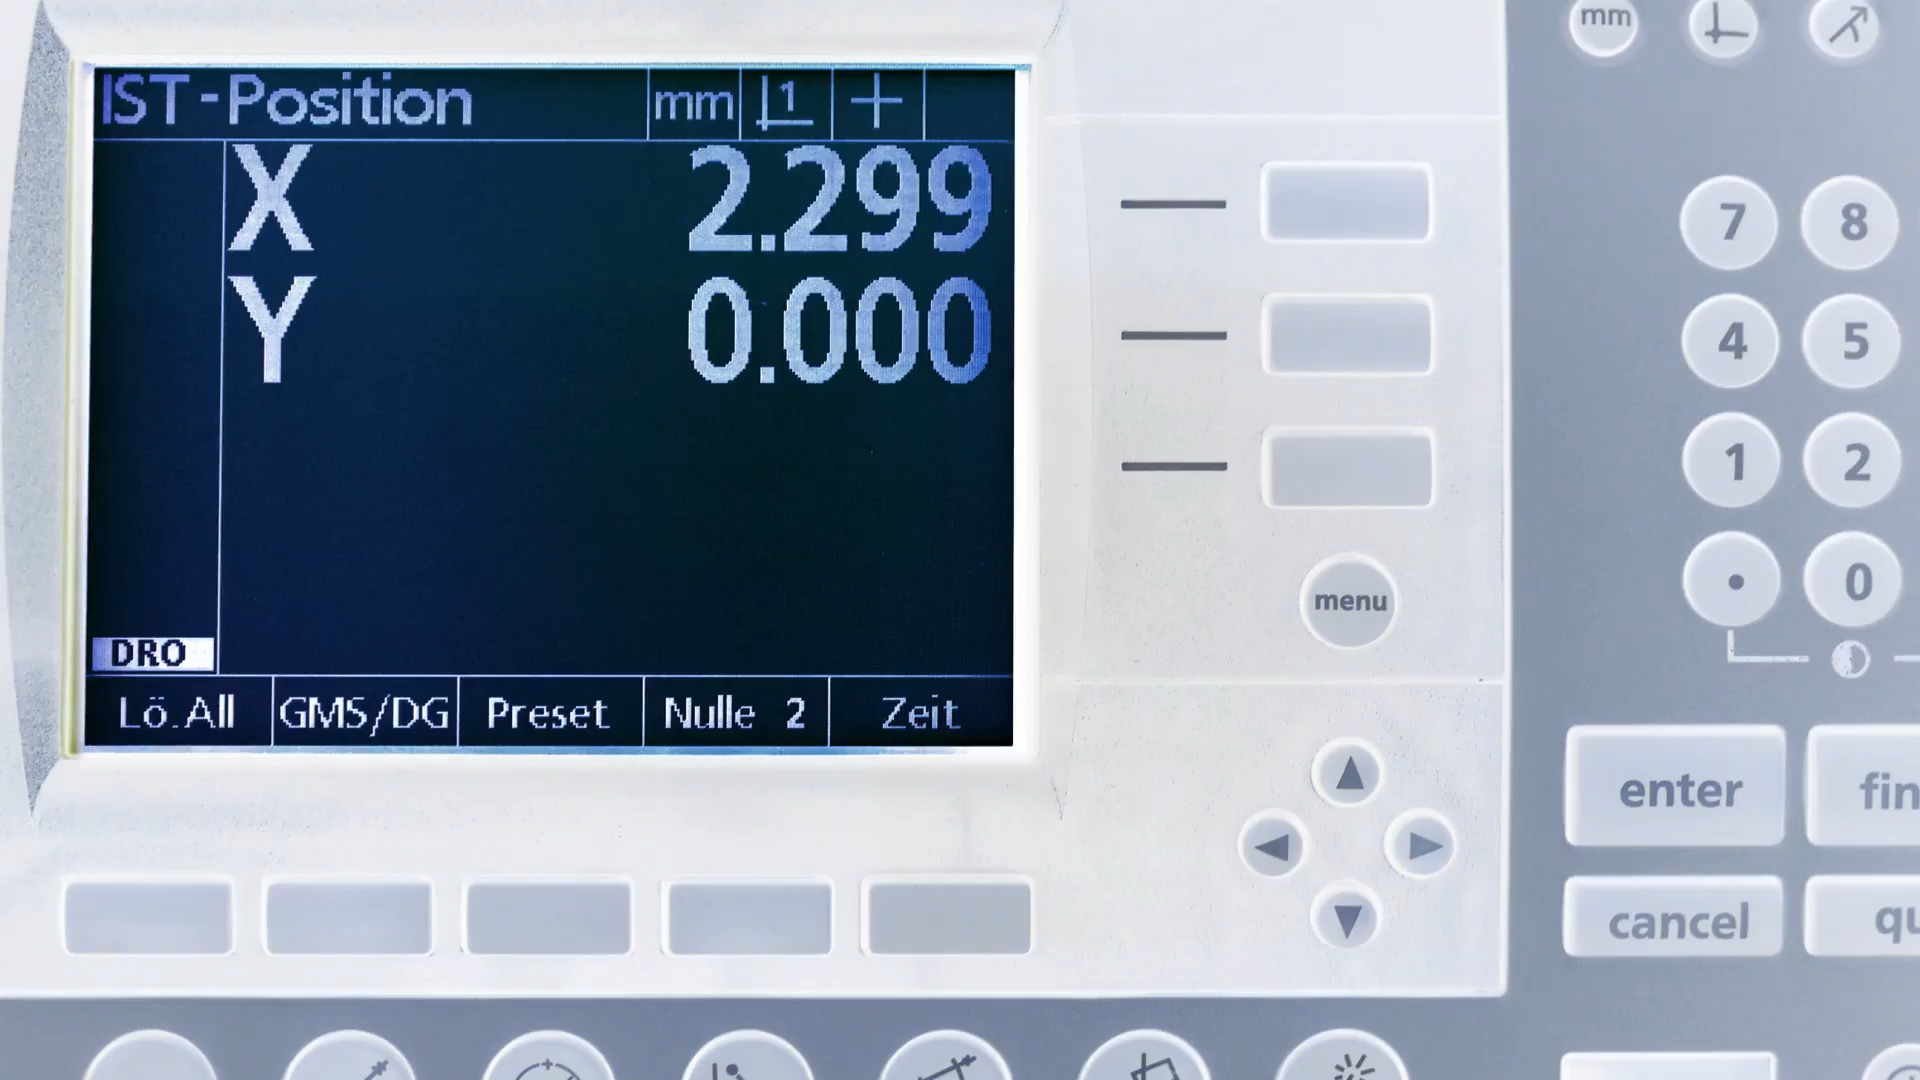 IST-Position mm 1
X 2.299
Y 0.000
DRO
Lö.All GMS/DG Preset Nulle 2 Zeit
menu
mm
7 8
4 5
1 2
. 0
enter fin
cancel qu